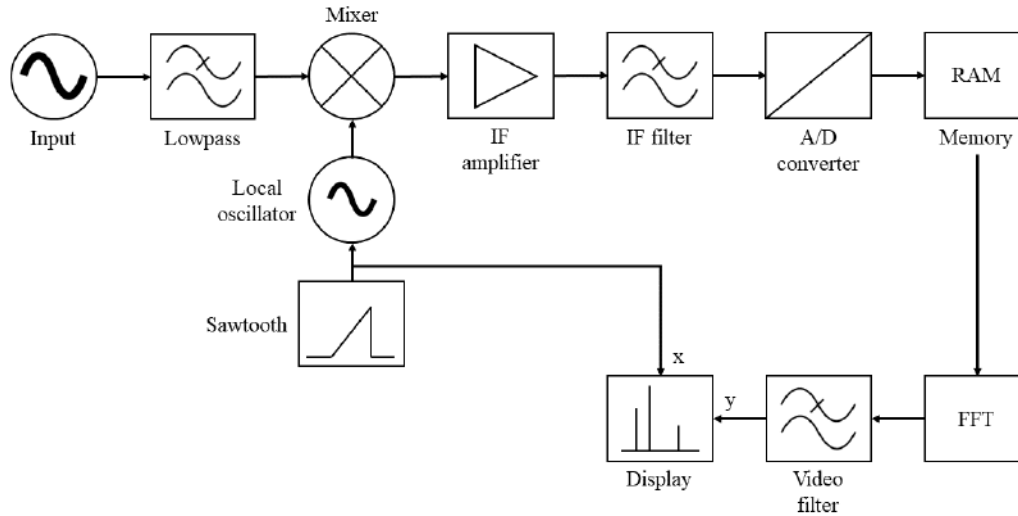 Mixer
RAM
Input
Lowpass
IF
amplifier
IF filter
A/D
converter
Memory
Local
oscillator
Sawtooth
x
y
FFT
Display
Video
filter